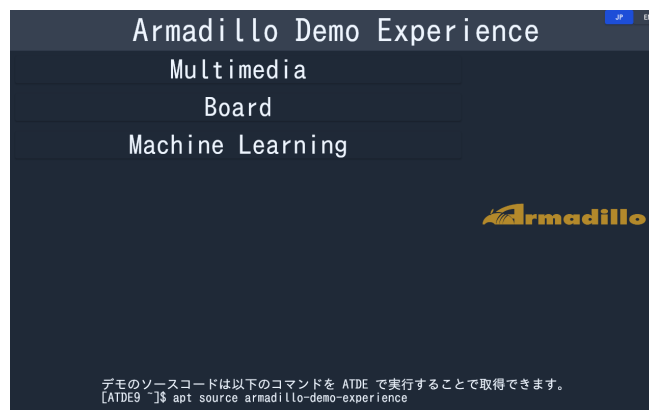 Armadillo Demo Experience
JP
Multimedia
Board
Machine Learning
Armadillo
デモのソースコードは以下のコマンドを ATDE で実行することで取得できます。
[ATDE9 ~]$ apt source armadillo-demo-experience